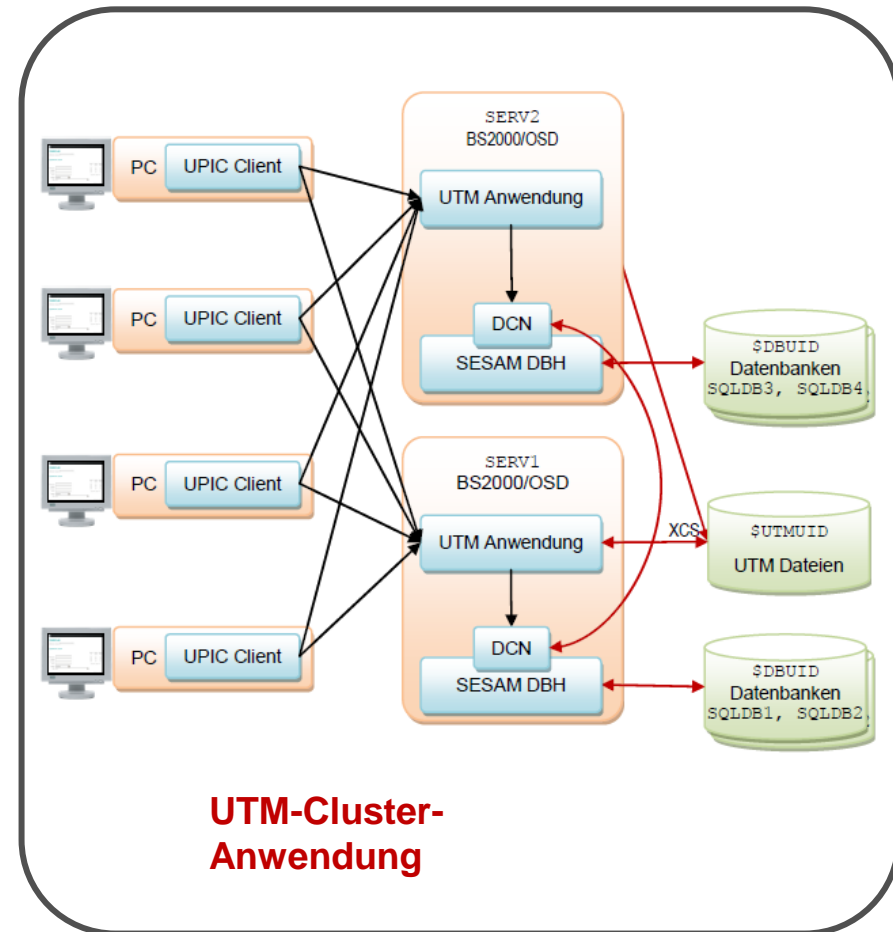 SERV2
BS2000/OSD
PC
UPIC Client
UTM Anwendung
PC
UPIC Client
DCN
SESAM DBH
$DBUID
Datenbanken
SQLDB3, SQLDB4,
SERV1
BS2000/OSD
PC
UPIC Client
UTM Anwendung
XCS
$UTMUID
UTM Dateien
PC
UPIC Client
DCN
SESAM DBH
$DBUID
Datenbanken
SQLDB1, SQLDB2,
UTM-Cluster-
Anwendung